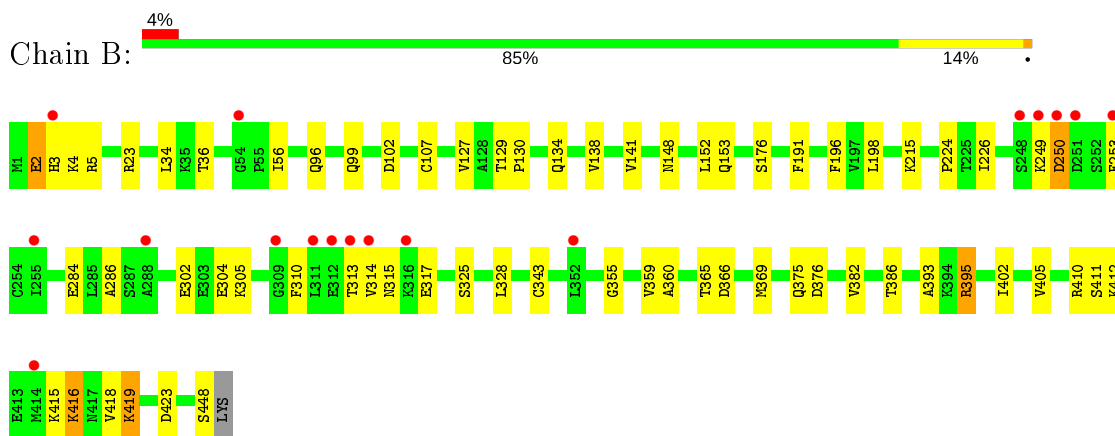 4%
Chain B:
85% 14% •
M1 E2 H3 K4 R5 R23 L34 K35 T36 G54 P55 I56 Q96 Q99 D102 C107 V127 A128 T129 P130 Q134 V138 V141 N148 L152 Q153 S176 F191 F196 V197 L198 K215 P224 T225 I226 S248 K249 D250 D251 S252
C254 I255 E284 L285 A286 S287 A288 E302 E303 E304 K305 G309 F310 L311 E312 T313 V314 N315 K316 E317 S325 L328 C343 L352 G355 V359 A360 T365 D366 M369 Q375 D376 V382 T386 A393 K394 R395 I402 V405 R410 S411
E413 M414 K415 K416 N417 V418 K419 D423 S448 LYS